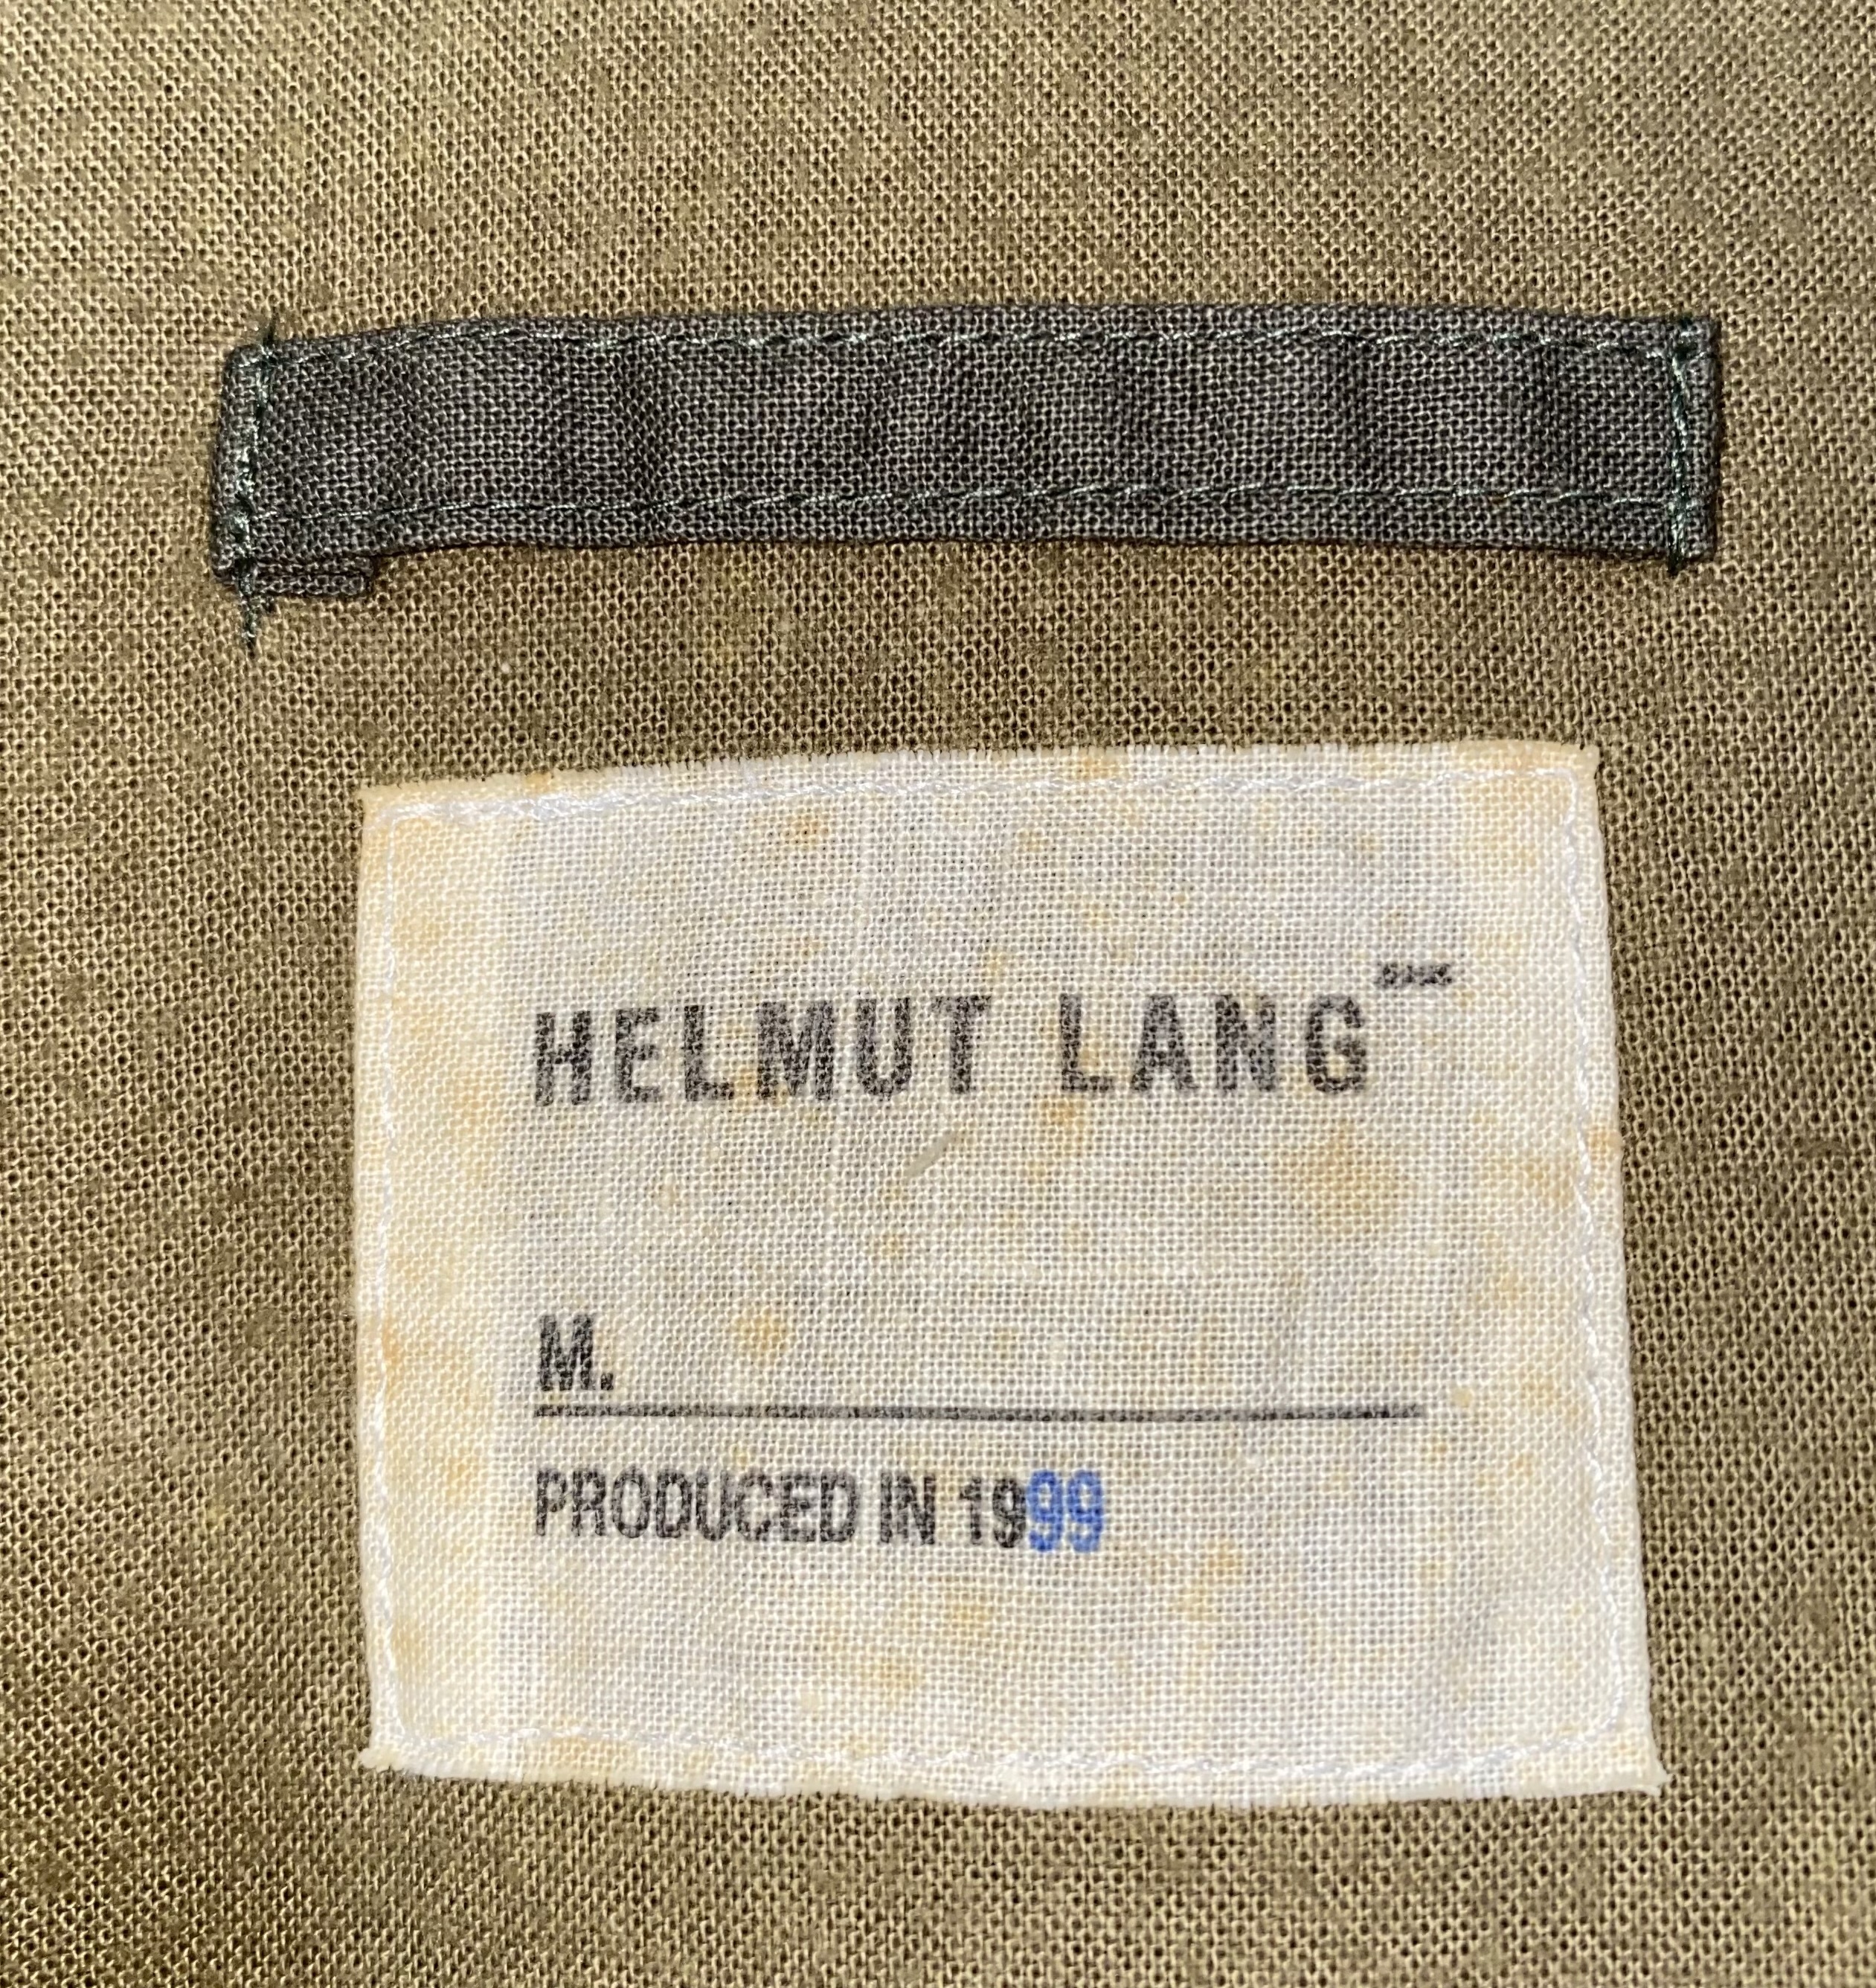 HELMUT LANG
M.
PRODUCED IN 1999